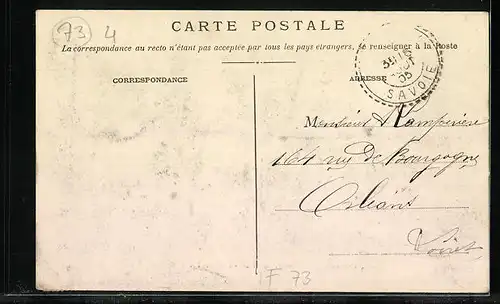 73 4
CARTE POSTALE
La correspondance au recto n'étant pas acceptée par tous les pays étrangers, se renseigner à la Poste
CORRESPONDANCE
ADRESSE
05
SAVOIE
Monsieur
164 rue de Bourgogne
Orléans
Loiret
F 73